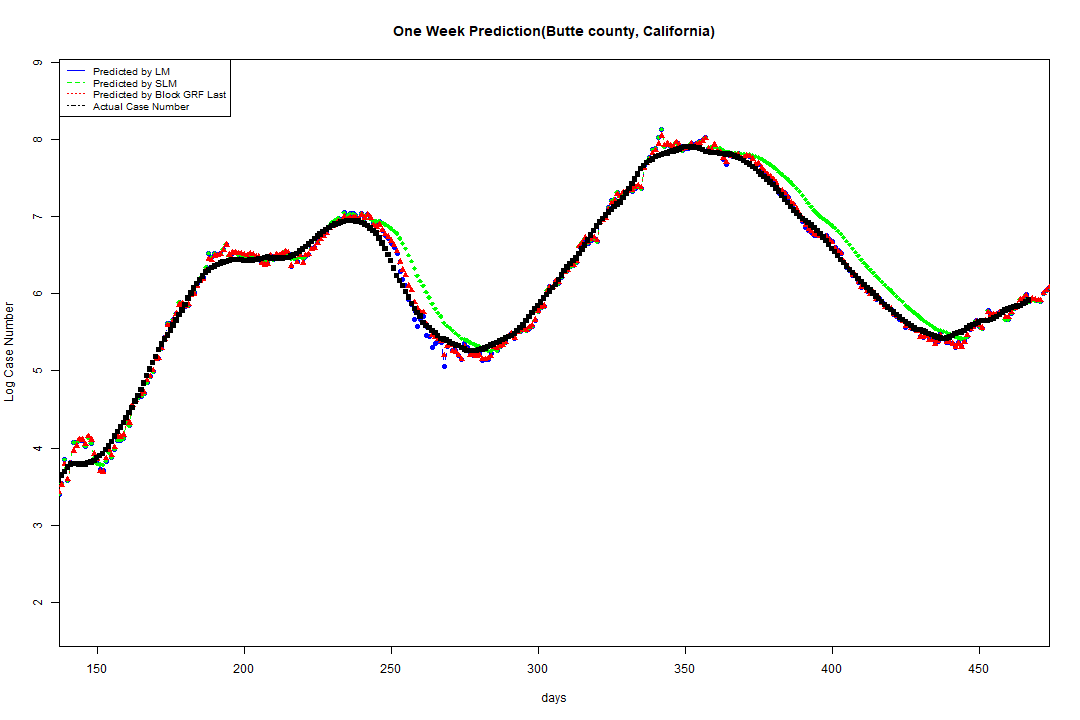 One Week Prediction(Butte county, California)
Predicted by LM
Predicted by SLM
Predicted by Block GRF Last
Actual Case Number
Log Case Number
9
8
7
6
5
4
3
2
150 200 250 300 350 400 450
days